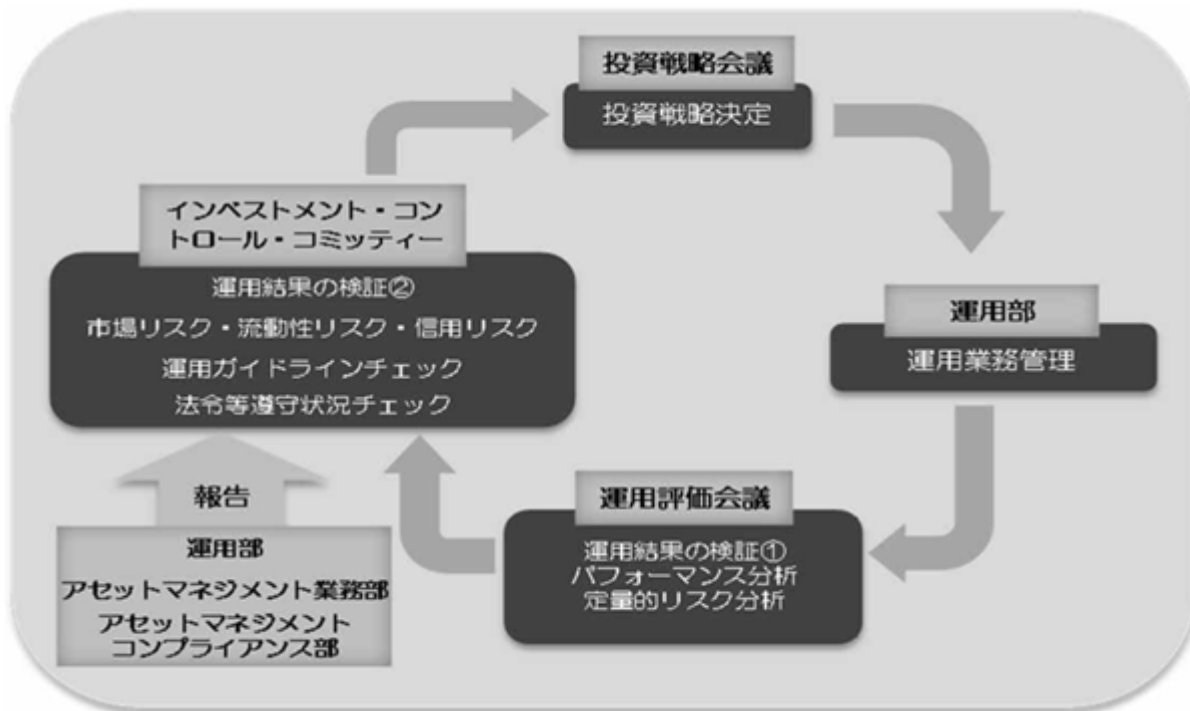 投資戦略会議
投資戦略決定
インベストメント・コン
トロール・コミッティー
運用結果の検証②
市場リスク・流動性リスク・信用リスク
運用ガイドラインチェック
法令等遵守状況チェック
運用部
運用業務管理
運用評価会議
運用結果の検証①
パフォーマンス分析
定量的リスク分析
報告
運用部
アセットマネジメント業務部
アセットマネジメント
コンプライアンス部